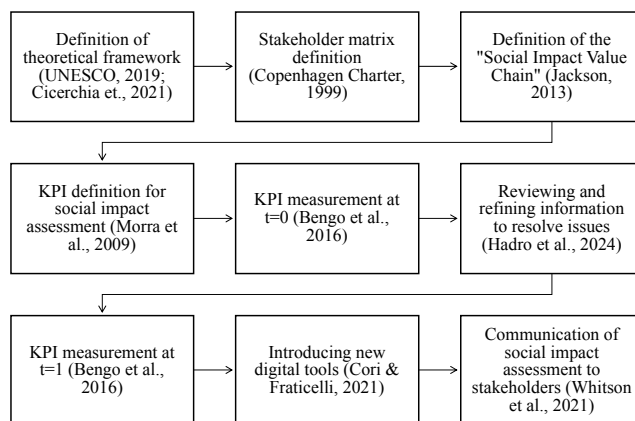 Definition of
theoretical framework
(UNESCO, 2019;
Cicerchia et., 2021)
Stakeholder matrix
definition
(Copenhagen Charter,
1999)
Definition of the
"Social Impact Value
Chain" (Jackson,
2013)
KPI definition for
social impact
assessment (Morra et
al., 2009)
KPI measurement at
t=0 (Bengo et al.,
2016)
Reviewing and
refining information
to resolve issues
(Hadro et al., 2024)
KPI measurement at
t=1 (Bengo et al.,
2016)
Introducing new
digital tools (Cori &
Fraticelli, 2021)
Communication of
social impact
assessment to
stakeholders (Whitson
et al., 2021)